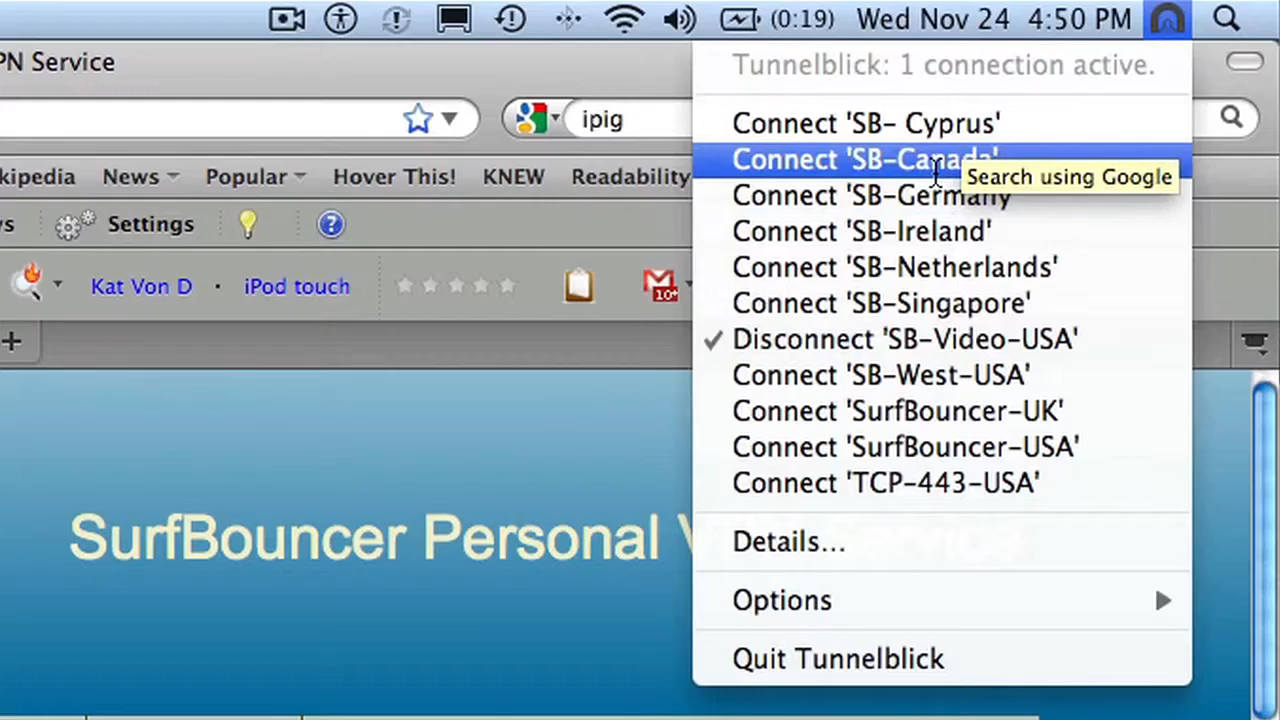 (0:19) Wed Nov 24 4:50 PM
PN Service
Tunnelblick: 1 connection active.
ipig
Connect 'SB- Cyprus'
Connect 'SB-Canada'
Search using Google
kipedia News Popular Hover This! KNEW Readability
Connect 'SB-Germany'
s Settings
Connect 'SB-Ireland'
Connect 'SB-Netherlands'
Kat Von D · iPod touch
10+
Connect 'SB-Singapore'
Disconnect 'SB-Video-USA'
Connect 'SB-West-USA'
Connect 'SurfBouncer-UK'
Connect 'SurfBouncer-USA'
Connect 'TCP-443-USA'
SurfBouncer Personal V
Details...
Options
Quit Tunnelblick